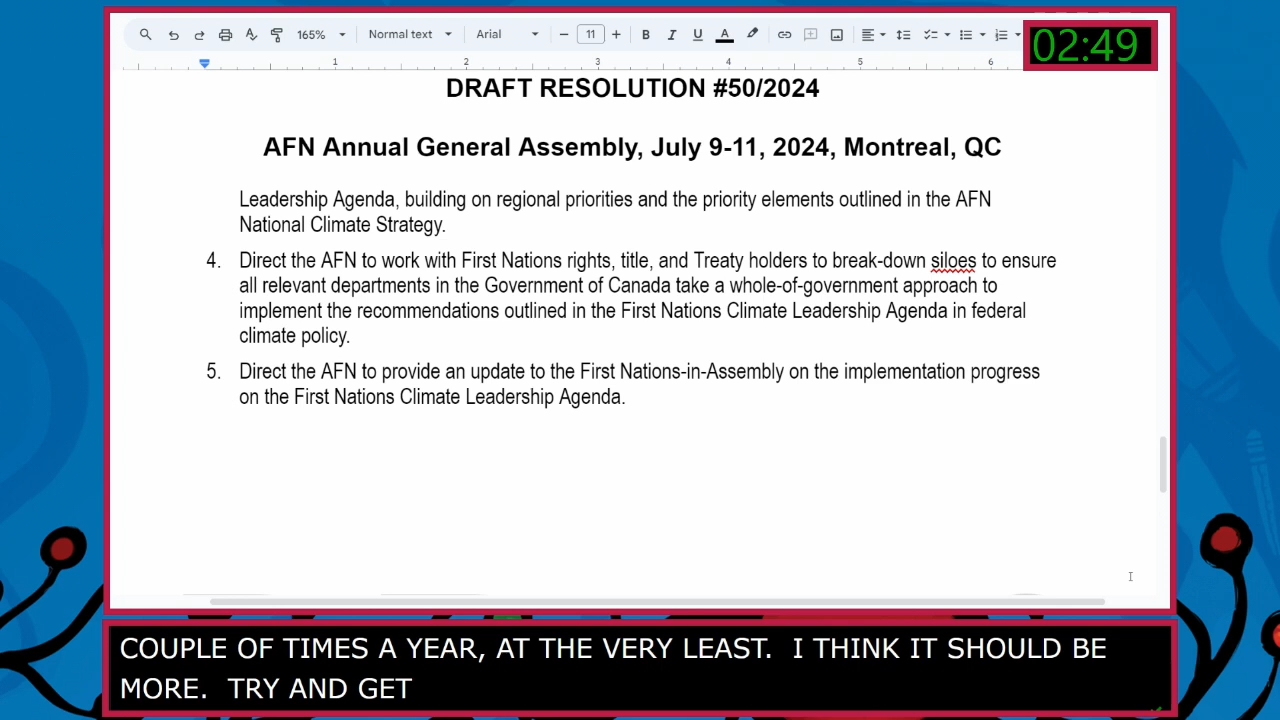 165% Normal text Arial 11 B I U A
02:49
1 2 3 4 5 6
DRAFT RESOLUTION #50/2024
AFN Annual General Assembly, July 9-11, 2024, Montreal, QC
Leadership Agenda, building on regional priorities and the priority elements outlined in the AFN
National Climate Strategy.
4. Direct the AFN to work with First Nations rights, title, and Treaty holders to break-down siloes to ensure
all relevant departments in the Government of Canada take a whole-of-government approach to
implement the recommendations outlined in the First Nations Climate Leadership Agenda in federal
climate policy.
5. Direct the AFN to provide an update to the First Nations-in-Assembly on the implementation progress
on the First Nations Climate Leadership Agenda.
COUPLE OF TIMES A YEAR, AT THE VERY LEAST. I THINK IT SHOULD BE
MORE. TRY AND GET